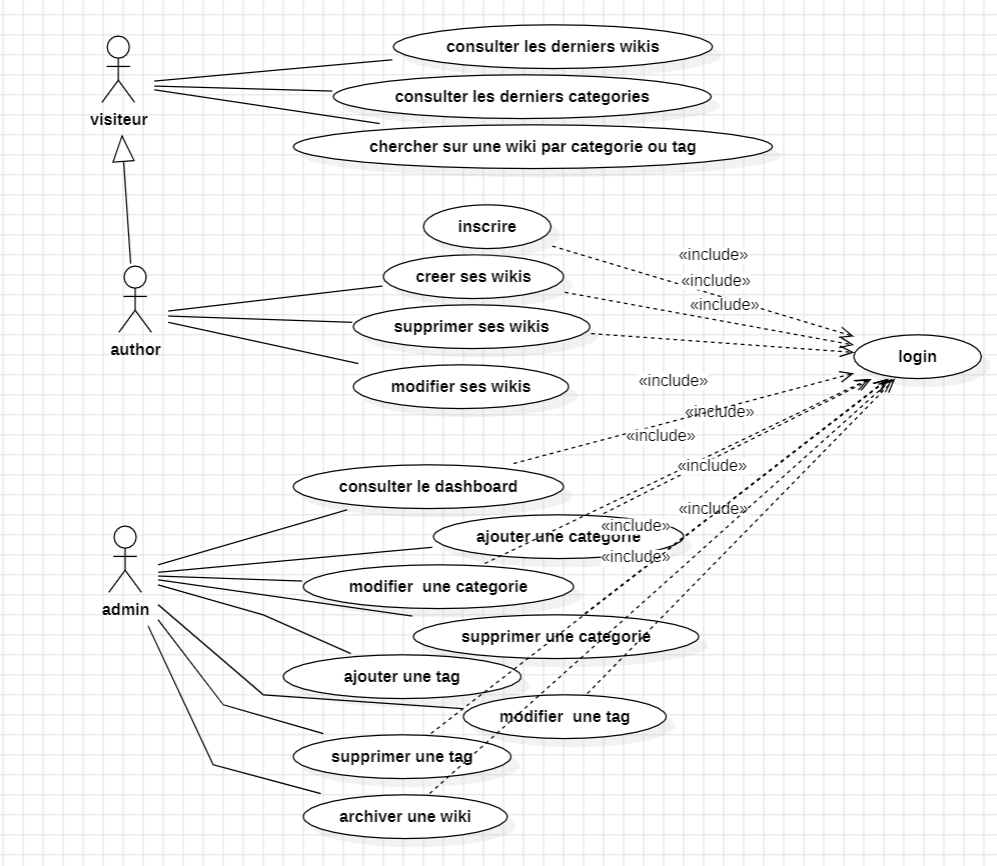 consulter les derniers wikis
consulter les derniers categories
visiteur
chercher sur une wiki par categorie ou tag
inscrire
«include»
creer ses wikis
«include»
«include»
supprimer ses wikis
author
login
modifier ses wikis
«include»
«include»
«include»
«include»
consulter le dashboard
«include»
«include»
ajouter une categorie
«include»
modifier  une categorie
admin
supprimer une categorie
ajouter une tag
modifier  une tag
supprimer une tag
archiver une wiki